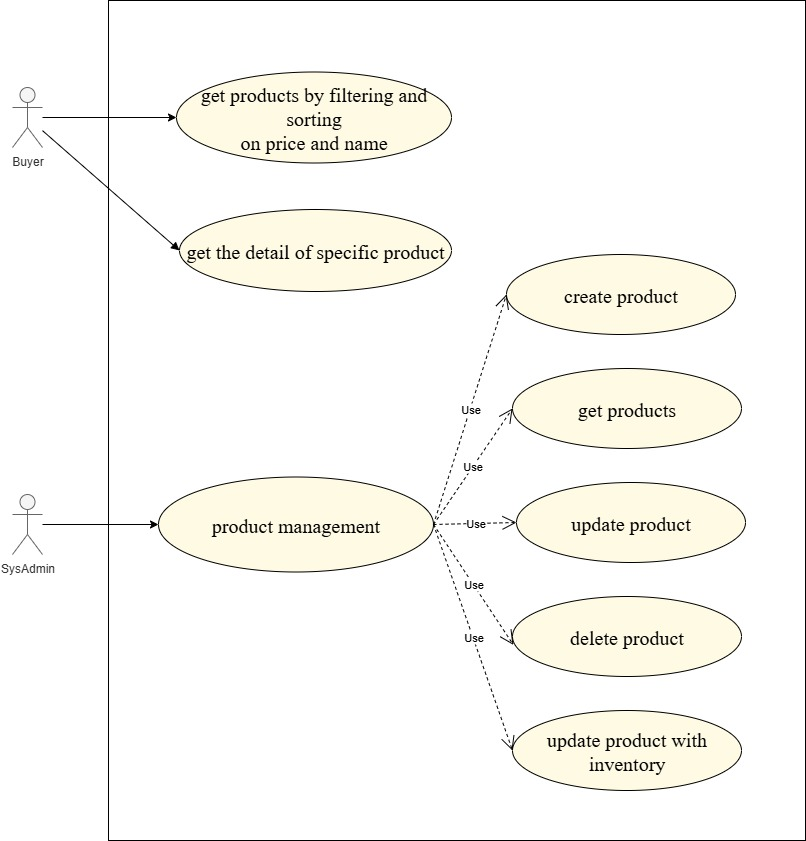 get products by filtering and
sorting
on price and name
Buyer
get the detail of specific product
create product
Use
get products
Use
product management
Use
update product
SysAdmin
Use
delete product
Use
update product with
inventory